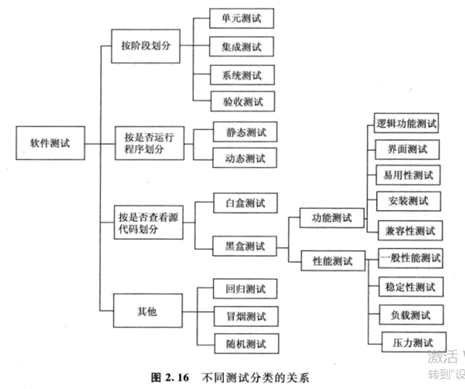 软件测试
按阶段划分
单元测试
集成测试
系统测试
验收测试
按是否运行
程序划分
静态测试
动态测试
按是否查看源
代码划分
白盒测试
黑盒测试
功能测试
逻辑功能测试
界面测试
易用性测试
安装测试
兼容性测试
性能测试
一般性能测试
稳定性测试
负载测试
压力测试
其他
回归测试
冒烟测试
随机测试
图 2.16 不同测试分类的关系
激活
转到"设